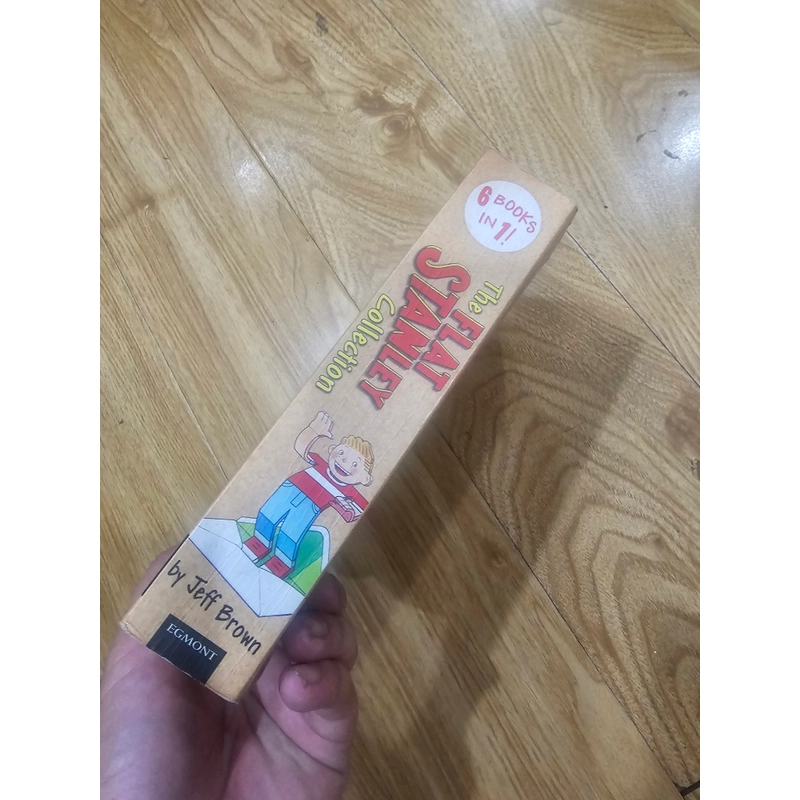 6 BOOKS
IN 1!
The FLAT
STANLEY
Collection
by Jeff Brown
EGMONT